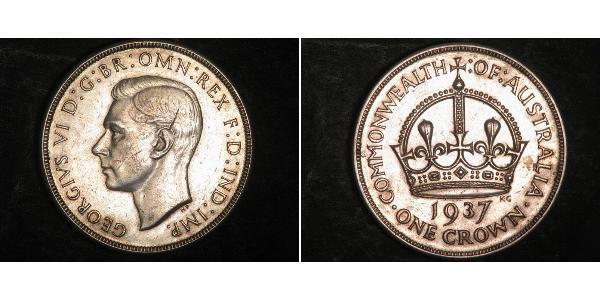 GEORGIVS VI D:G:BR:OMN:REX F:D:IND:IMP.
COMMONWEALTH·OF·AUSTRALIA·
KG
1937
·ONE CROWN·